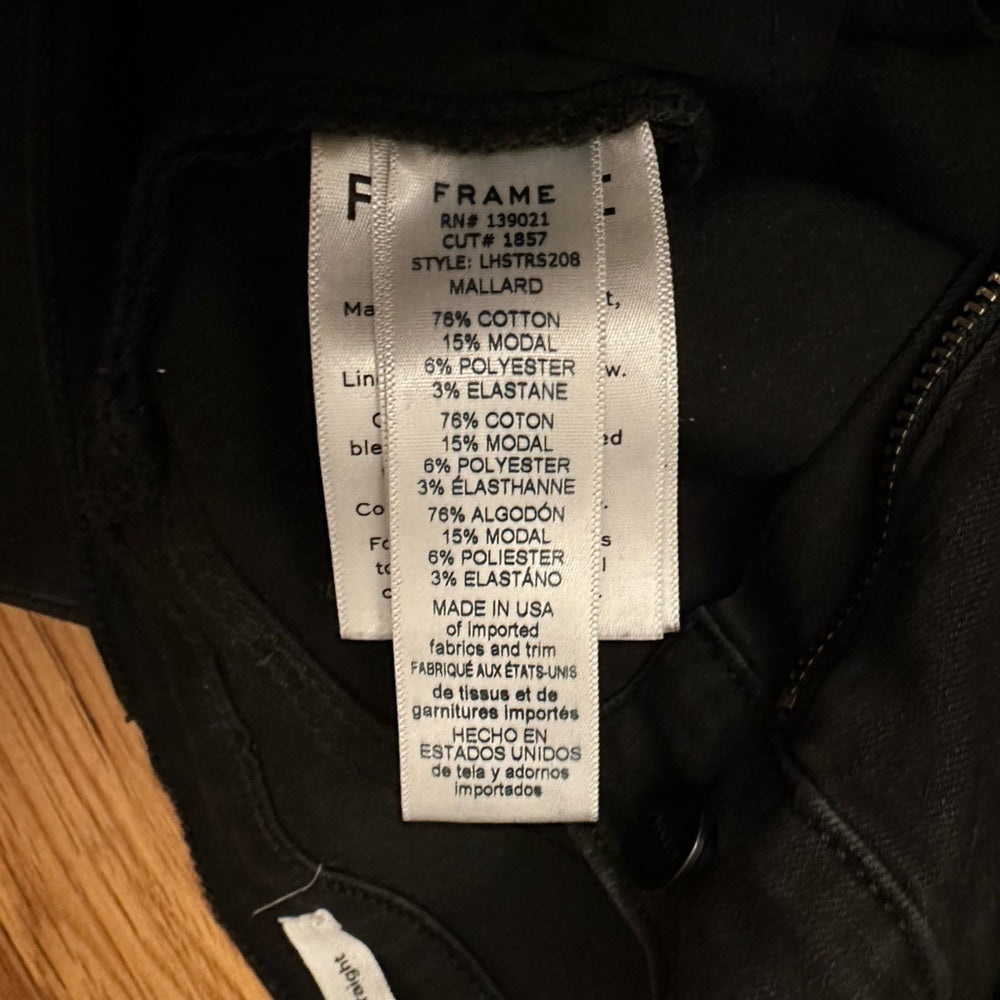 FRAME
RN# 139021
CUT# 1857
STYLE: LHSTRS208
MALLARD
76% COTTON
15% MODAL
6% POLYESTER
3% ELASTANE
76% COTON
15% MODAL
6% POLYESTER
3% ÉLASTHANNE
76% ALGODÓN
15% MODAL
6% POLIESTER
3% ELASTÁNO
MADE IN USA
of imported
fabrics and trim
FABRIQUÉ AUX ÉTATS-UNIS
de tissus et de
garnitures importés
HECHO EN
ESTADOS UNIDOS
de tela y adornos
importados